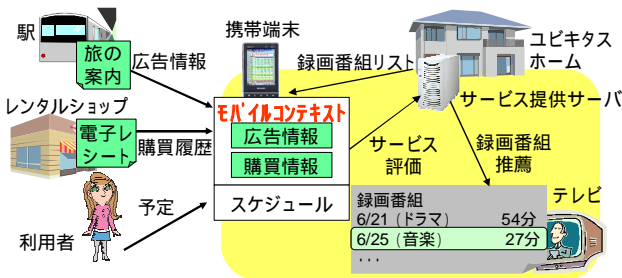 駅
旅の
案内
広告情報
携帯端末
録画番組リスト
ユビキタス
ホーム
レンタルショップ
電子レ
シート
購買履歴
モバイルコンテキスト
広告情報
購買情報
スケジュール
サービス提供サーバ
サービス
評価
録画番組
推薦
利用者
予定
録画番組
6/21 (ドラマ) 54分
6/25 (音楽) 27分
・・・
テレビ